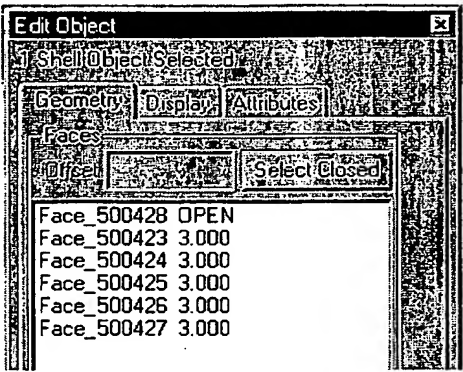 Edit Object
1 Shell Object Selected
Geometry Display Attributes
Faces
Offset Select Closed
Face_500428 OPEN
Face_500423 3.000
Face_500424 3.000
Face_500425 3.000
Face_500426 3.000
Face_500427 3.000